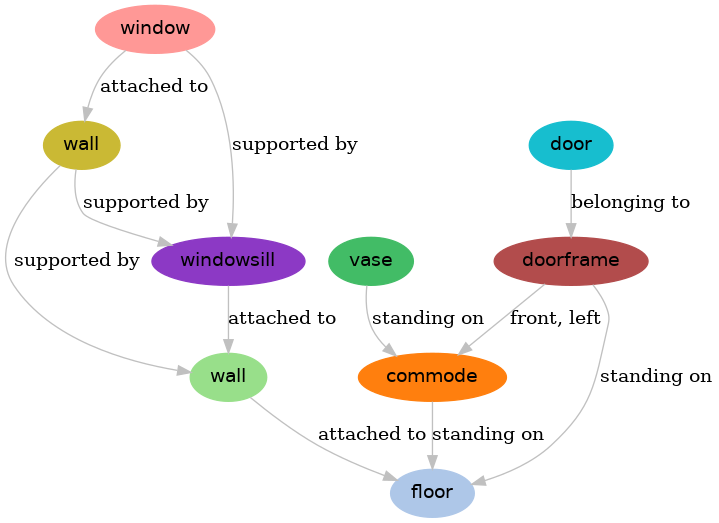 window
attached to
wall
supported by
door
supported by
belonging to
supported by
windowsill
vase
doorframe
attached to
standing on
front, left
wall
commode
standing on
attached to
standing on
floor